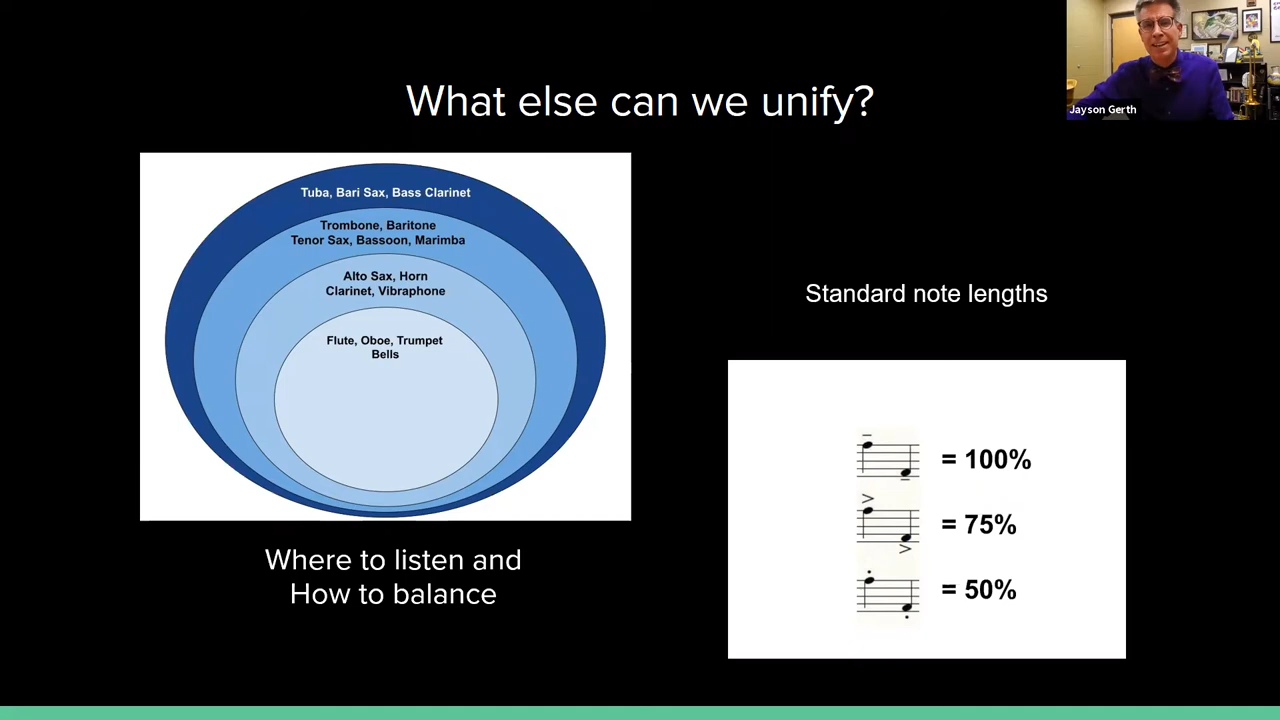 What else can we unify?
Jayson Gerth
Tuba, Bari Sax, Bass Clarinet
Trombone, Baritone
Tenor Sax, Bassoon, Marimba
Alto Sax, Horn
Clarinet, Vibraphone
Flute, Oboe, Trumpet
Bells
Where to listen and
How to balance
Standard note lengths
= 100%
= 75%
= 50%